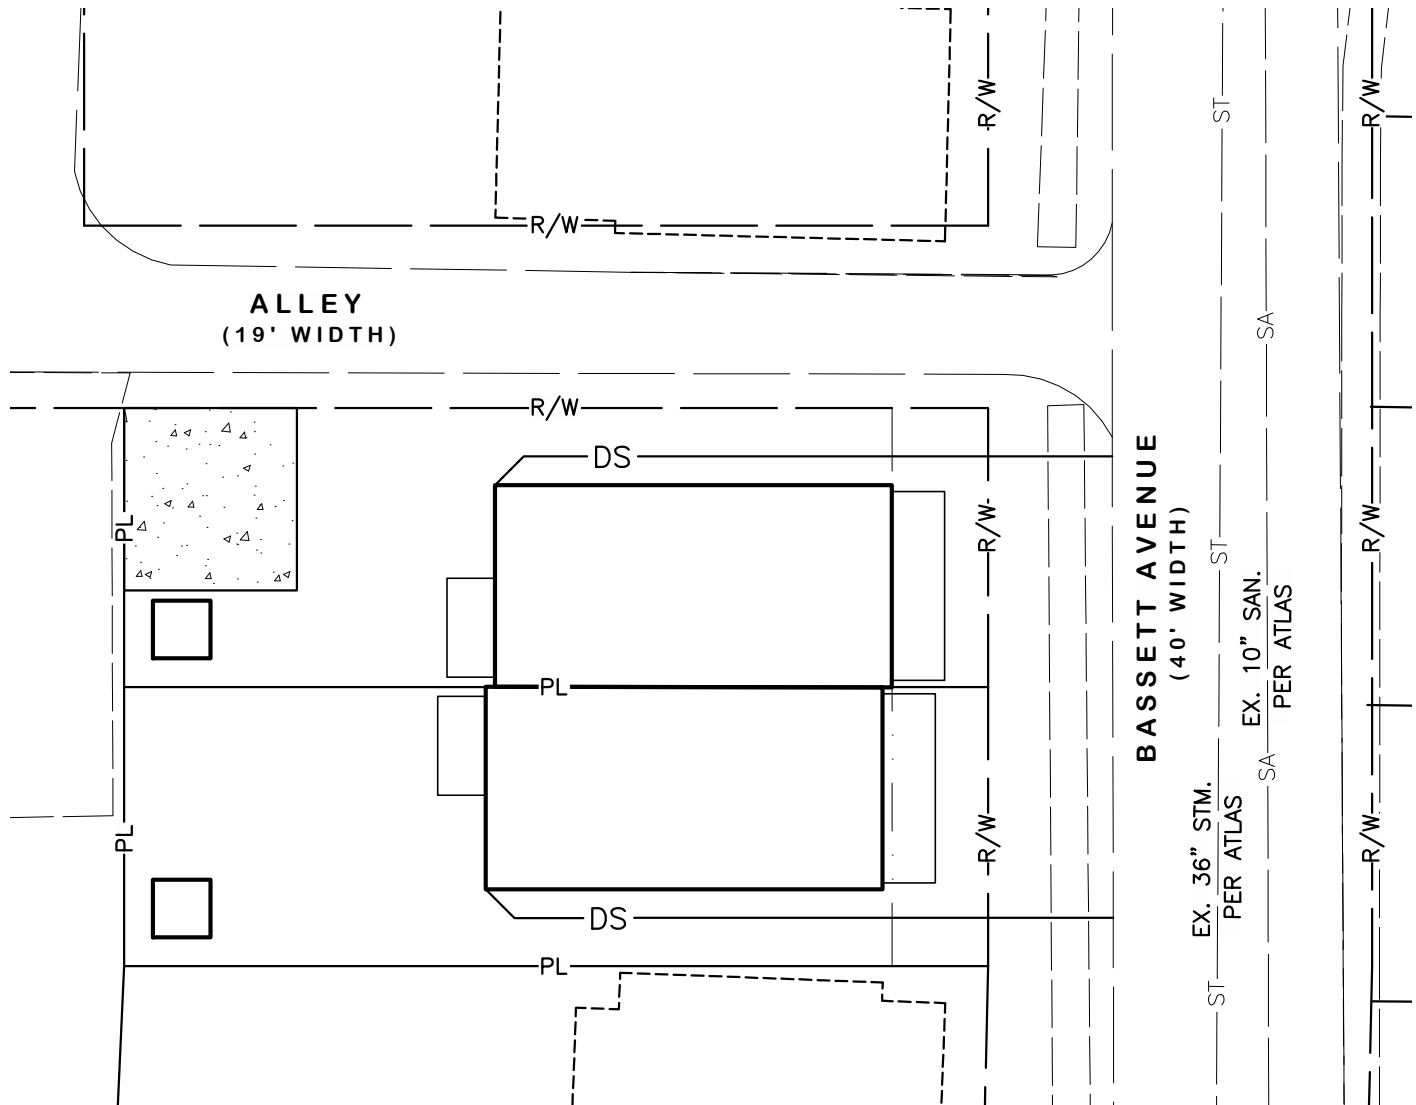 R/W
R/W
ST
R/W
ALLEY
(19' WIDTH)
SA
R/W
DS
PL
R/W
R/W
ST
BASSETT AVENUE
(40' WIDTH)
EX. 10" SAN.
PER ATLAS
PL
SA
EX. 36" STM.
PER ATLAS
PL
R/W
R/W
DS
PL
ST